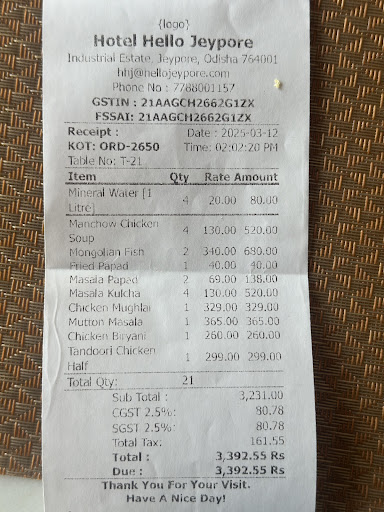 {logo}
Hotel Hello Jeypore
Industrial Estate, Jeypore, Odisha 764001
hhj@hellojeypore.com
Phone No : 7788001157
GSTIN : 21AAGCH2662G1ZX
FSSAI: 21AAGCH2662G1ZX
Receipt : Date : 2025-03-12
KOT: ORD-2650 Time: 02:02:20 PM
Table No: T-21
Item Qty Rate Amount
Mineral Water [1 4 20.00 80.00
Litre]
Manchow Chicken 4 130.00 520.00
Soup
Mongolian Fish 2 340.00 680.00
Fried Papad 1 40.00 40.00
Masala Papad 2 69.00 138.00
Masala Kulcha 4 130.00 520.00
Chicken Mughlai 1 329.00 329.00
Mutton Masala 1 365.00 365.00
Chicken Biryani 1 260.00 260.00
Tandoori Chicken 1 299.00 299.00
Half
Total Qty: 21
Sub Total : 3,231.00
CGST 2.5%: 80.78
SGST 2.5%: 80.78
Total Tax: 161.55
Total : 3,392.55 Rs
Due : 3,392.55 Rs
Thank You For Your Visit.
Have A Nice Day!